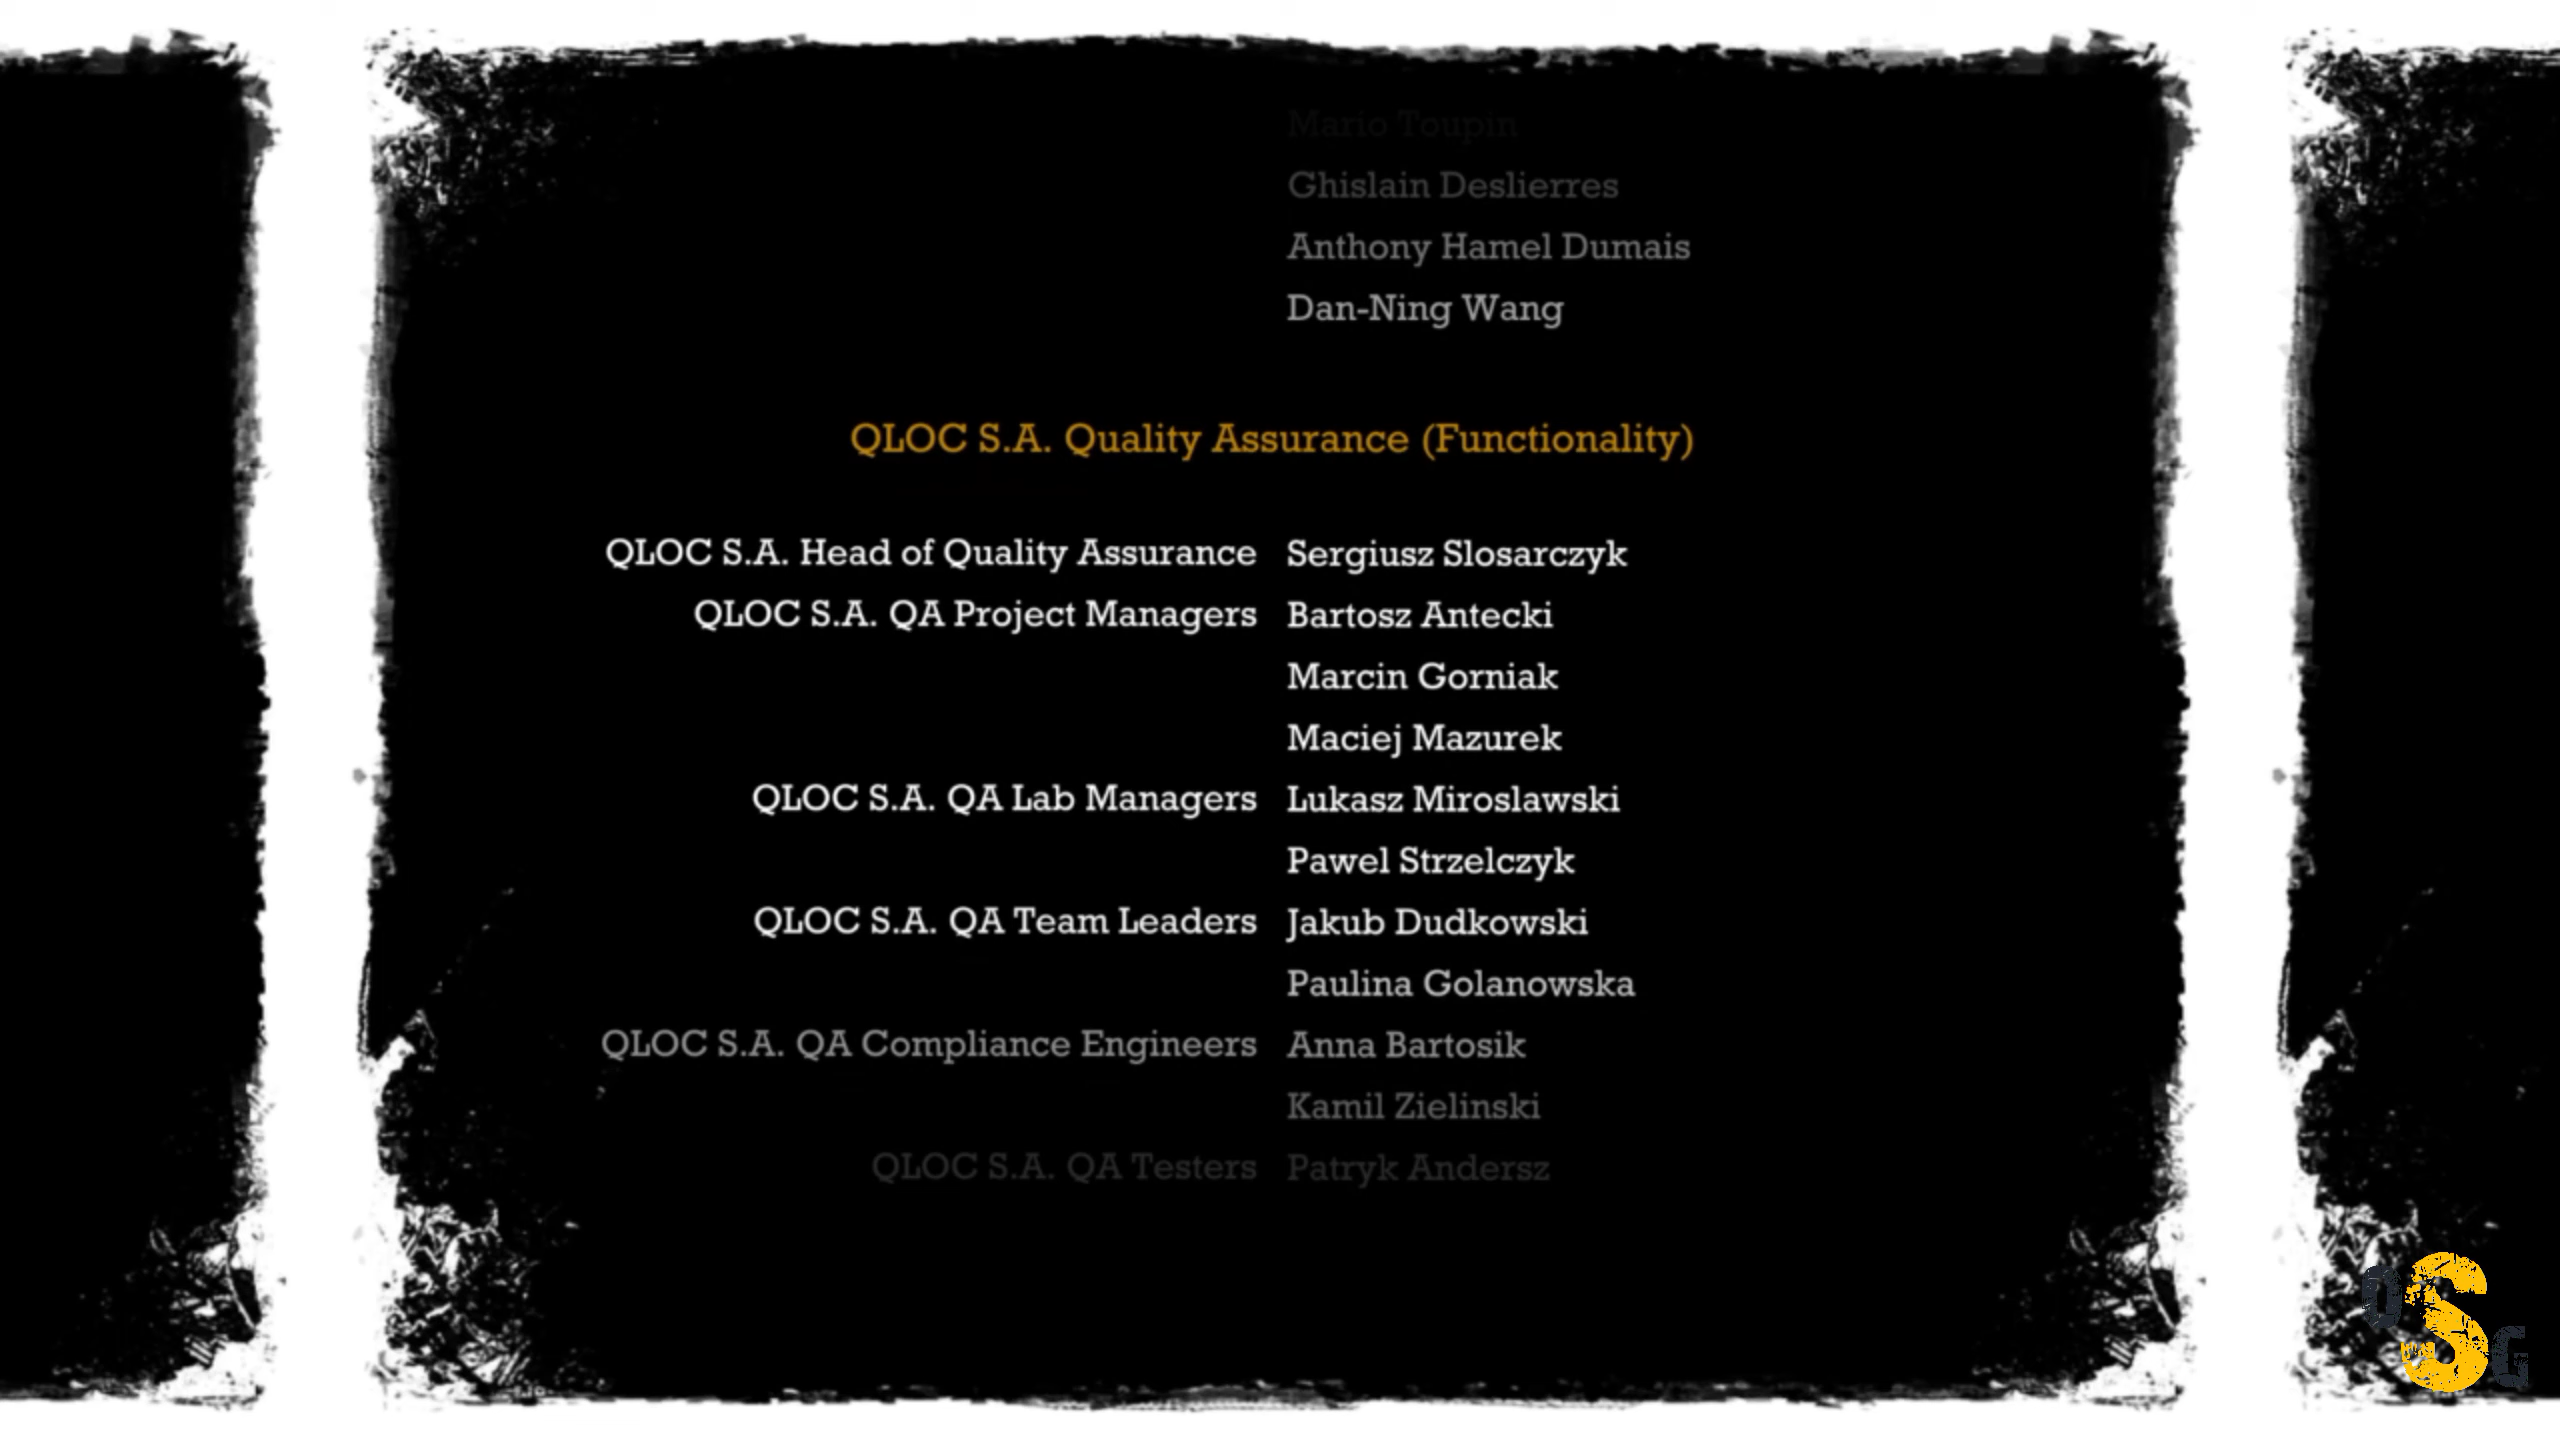 Mario Toupin
Ghislain Deslierres
Anthony Hamel Dumais
Dan-Ning Wang
QLOC S.A. Quality Assurance (Functionality)
QLOC S.A. Head of Quality Assurance Sergiusz Slosarczyk
QLOC S.A. QA Project Managers Bartosz Antecki
Marcin Gorniak
Maciej Mazurek
QLOC S.A. QA Lab Managers Lukasz Miroslawski
Pawel Strzelczyk
QLOC S.A. QA Team Leaders Jakub Dudkowski
Paulina Golanowska
QLOC S.A. QA Compliance Engineers Anna Bartosik
Kamil Zielinski
QLOC S.A. QA Testers Patryk Andersz
OSG